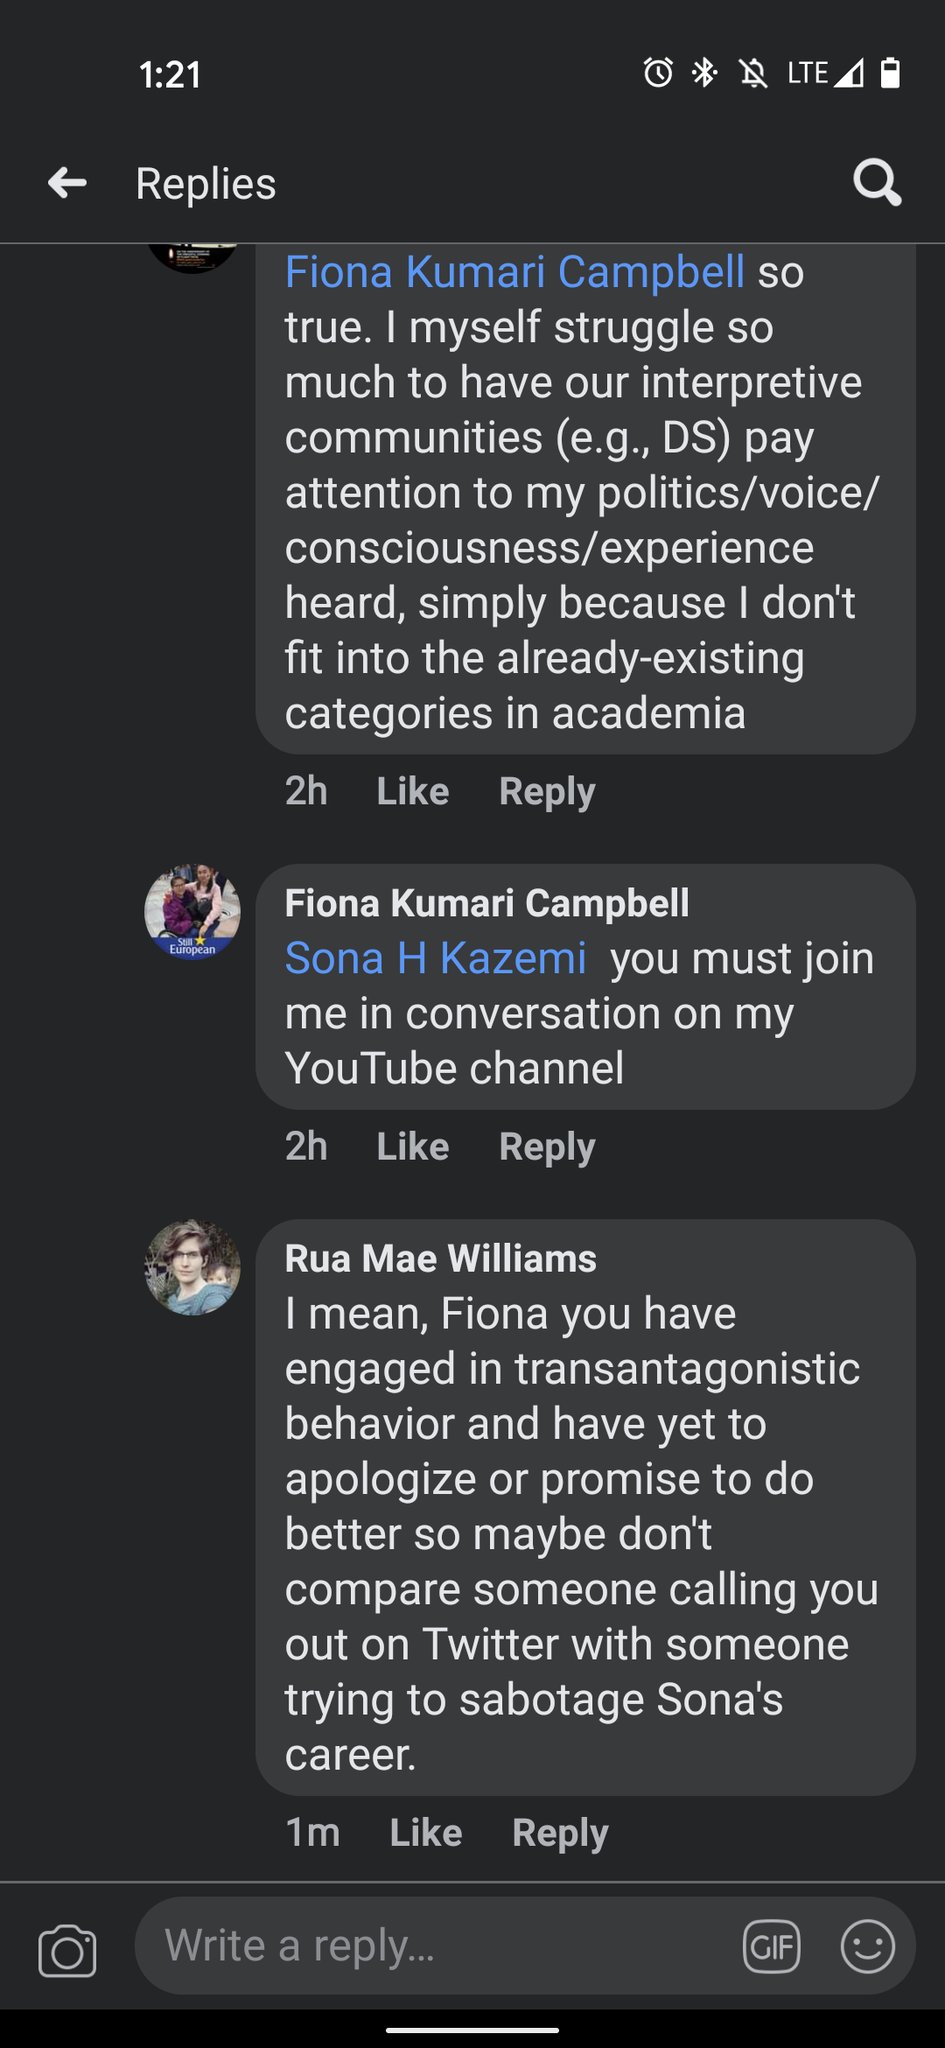 1:21
LTE
Replies
Fiona Kumari Campbell so
true. I myself struggle so
much to have our interpretive
communities (e.g., DS) pay
attention to my politics/voice/
consciousness/experience
heard, simply because I don't
fit into the already-existing
categories in academia
2h Like Reply
Still
European
Fiona Kumari Campbell
Sona H Kazemi you must join
me in conversation on my
YouTube channel
2h Like Reply
Rua Mae Williams
I mean, Fiona you have
engaged in transantagonistic
behavior and have yet to
apologize or promise to do
better so maybe don't
compare someone calling you
out on Twitter with someone
trying to sabotage Sona's
career.
1m Like Reply
Write a reply...
GIF